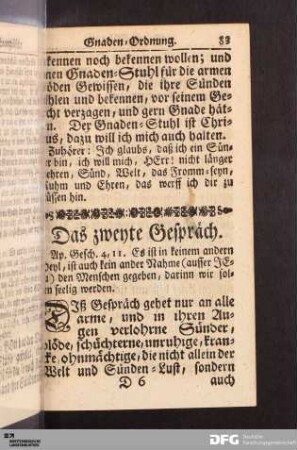 Gnaden-Ordnung. 83
kennen noch bekennen wollen; und
nen Gnaden-Stuhl für die armen
öden Gewissen, die ihre Sünden
ühlen und bekennen, vor seinem Ge-
cht verzagen, und gern Gnade hät-
n. Der Gnaden-Stuhl ist Chri-
us, dazu will ich mich auch halten.
Zuhörer: Ich glaubs, daß ich ein Sün-
er bin, ich will mich, HErr! nicht länger
ehren, Sünd, Welt, das Fromm-seyn,
uhm und Ehren, das werff ich dir zu
üssen hin.
Das zweyte Gespräch.
Ap. Gesch. 4, 11. Es ist in keinem andern
eyl, ist auch kein ander Nahme (ausser JE-
) den Menschen gegeben, darinn wir sol-
n seelig werden.
DIß Gespräch gehet nur an alle
arme, und in ihren Au-
gen verlohrne Sünder,
löde, schüchterne, unruhige, kran-
ke, ohnmächtige, die nicht allein der
Welt und Sünden-Lust, sondern
D 6 auch
DFG